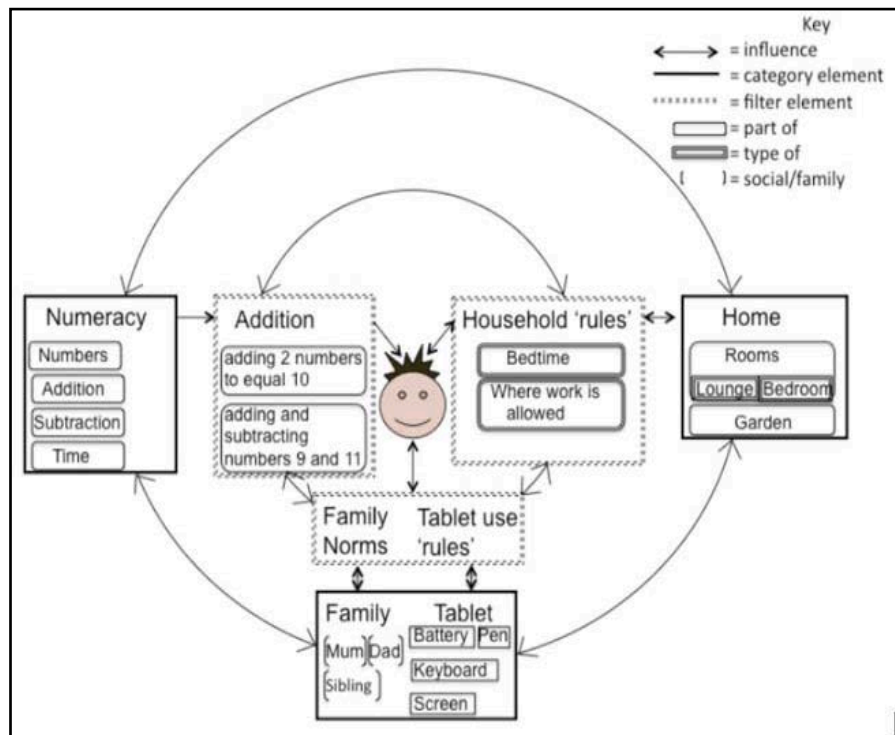 Key
= influence
= category element
= filter element
= part of
= type of
= social/family
Numeracy
Numbers
Addition
Subtraction
Time
Addition
adding 2 numbers
to equal 10
adding and
subtracting
numbers 9 and 11
Household ‘rules’
Bedtime
Where work is
allowed
Home
Rooms
Lounge Bedroom
Garden
Family
Norms
Tablet use
‘rules’
Family
Mum Dad
Sibling
Tablet
Battery Pen
Keyboard
Screen